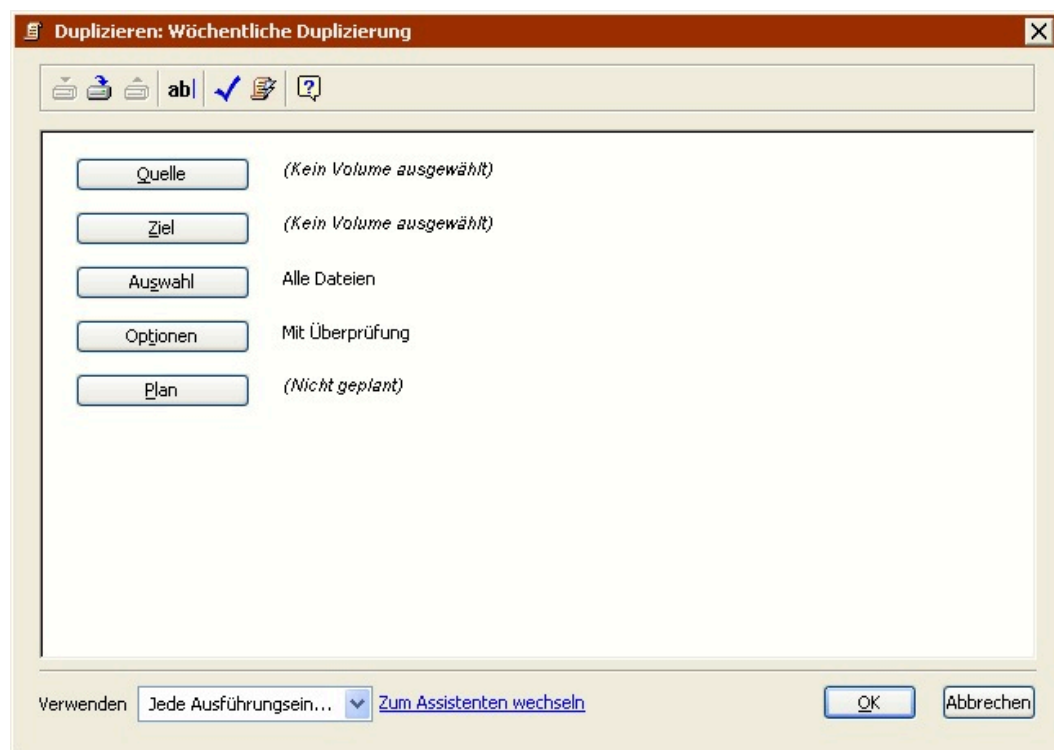 Duplizieren: Wöchentliche Duplizierung
ab
Quelle (Kein Volume ausgewählt)
Ziel (Kein Volume ausgewählt)
Auswahl Alle Dateien
Optionen Mit Überprüfung
Plan (Nicht geplant)
Verwenden Jede Ausführungsein... Zum Assistenten wechseln OK Abbrechen